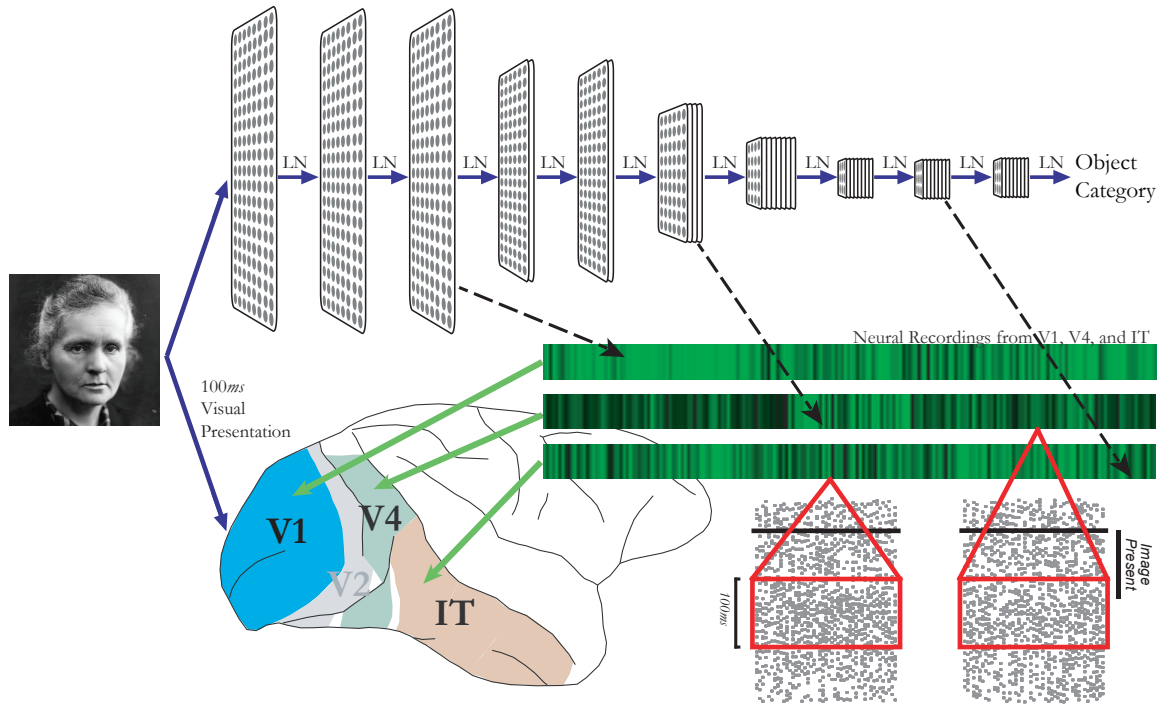 LN LN LN LN LN LN LN LN LN LN
Object
Category
Neural Recordings from V1, V4, and IT
100ms
Visual
Presentation
V1
V4
V2
IT
Image
Present
100ms